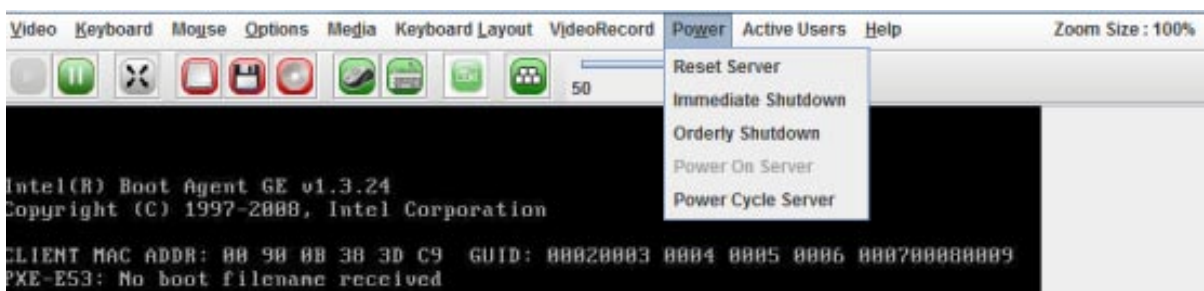 Video Keyboard Mouse Options Media Keyboard Layout VideoRecord Power Active Users Help Zoom Size : 100%
50
Reset Server
Immediate Shutdown
Orderly Shutdown
Power On Server
Power Cycle Server
Intel(R) Boot Agent GE v1.3.24
Copyright (C) 1997-2008, Intel Corporation
CLIENT MAC ADDR: 00 90 0B 38 3D C9 GUID: 00020003 0004 0005 0006 000700080009
PXE-E53: No boot filename received